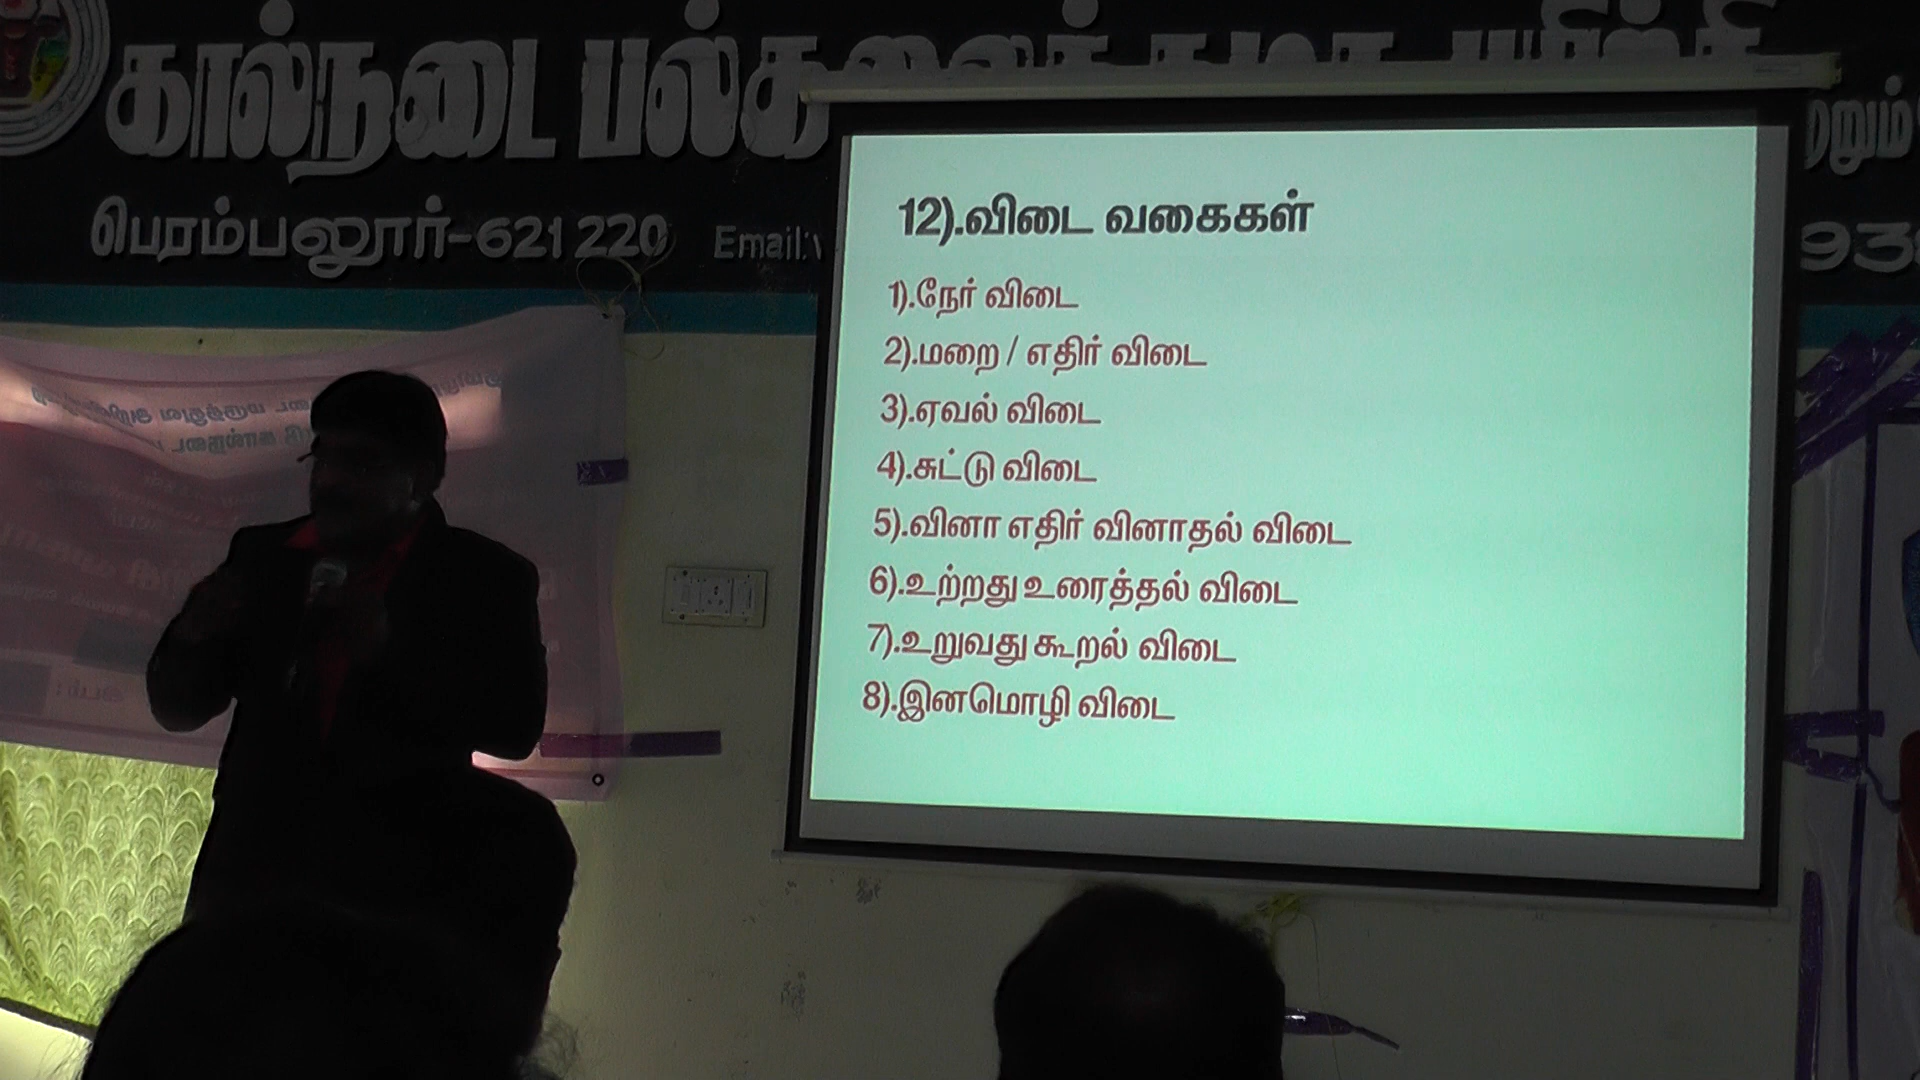 கால்நடை பல்க
பெரம்பலூர்-621 220 Email:
12).விடை வகைகள்
1).நேர் விடை
2).மறை / எதிர் விடை
3).ஏவல் விடை
4).சுட்டு விடை
5).வினா எதிர் வினாதல் விடை
6).உற்றது உரைத்தல் விடை
7).உறுவது கூறல் விடை
8).இனமொழி விடை